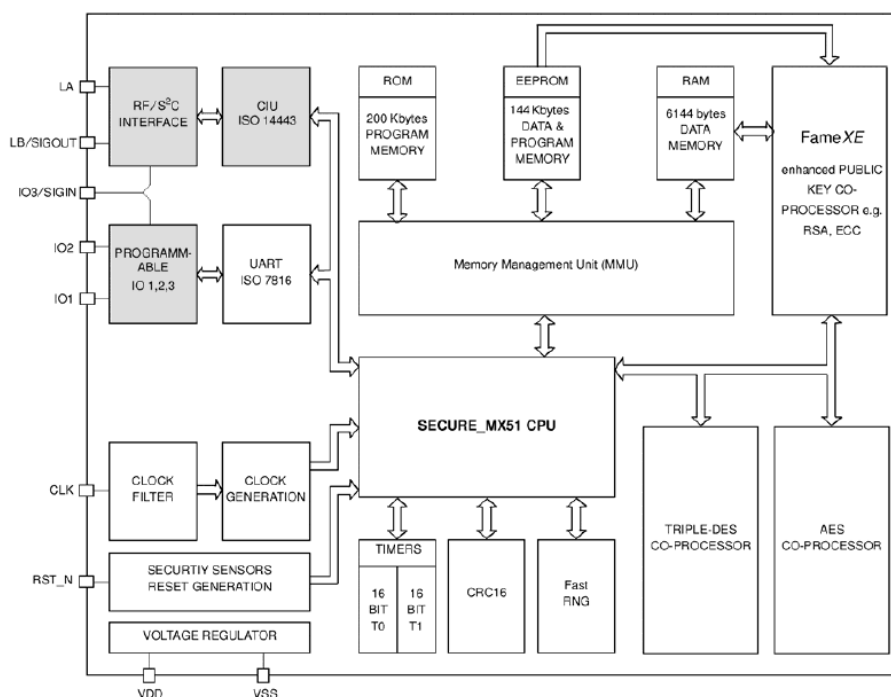 LA
LB/SIGOUT
IO3/SIGIN
IO2
IO1
CLK
RST_N
RF/S²C
INTERFACE
CIU
ISO 14443
PROGRAMM-
ABLE
IO 1,2,3
UART
ISO 7816
CLOCK
FILTER
CLOCK
GENERATION
SECURTIY SENSORS
RESET GENERATION
VOLTAGE REGULATOR
VDD
VSS
ROM
200 Kbytes
PROGRAM
MEMORY
EEPROM
144 Kbytes
DATA &
PROGRAM
MEMORY
RAM
6144 bytes
DATA
MEMORY
FameXE
enhanced PUBLIC
KEY CO-
PROCESSOR e.g.
RSA, ECC
Memory Management Unit (MMU)
SECURE_MX51 CPU
TIMERS
16
BIT
T0
16
BIT
T1
CRC16
Fast
RNG
TRIPLE-DES
CO-PROCESSOR
AES
CO-PROCESSOR